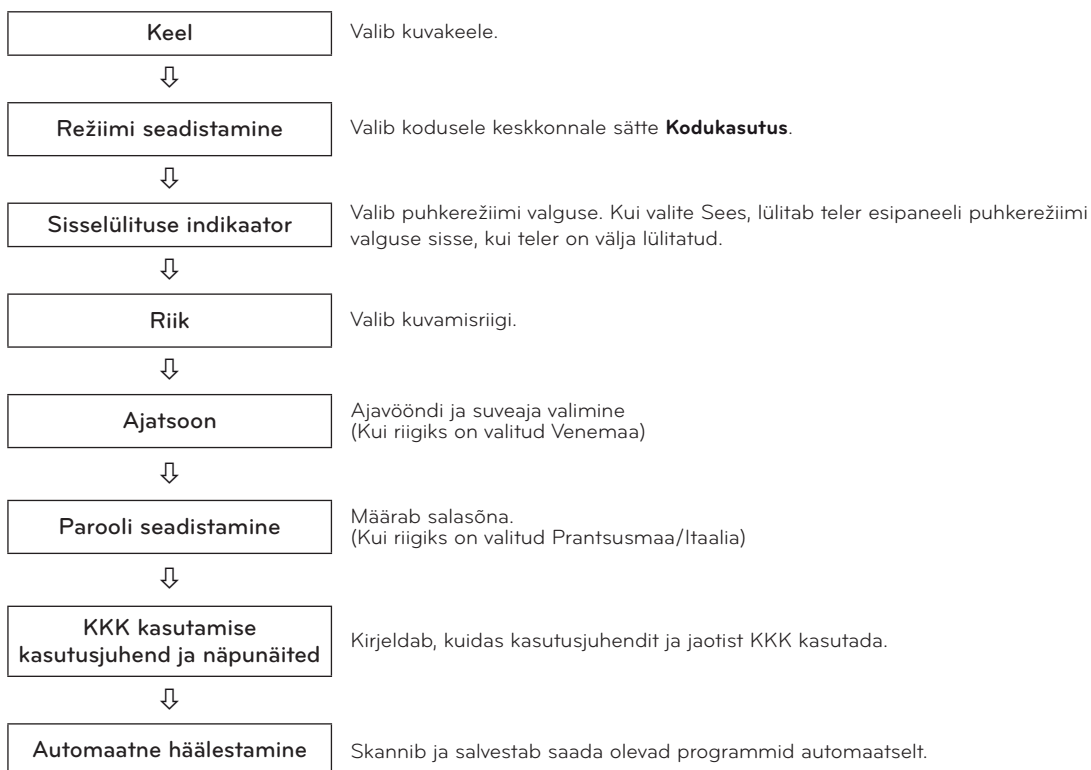 Keel
Valib kuvakeele.
Režiimi seadistamine
Valib kodusele keskkonnale sätte Kodukasutus.
Sisselülituse indikaator
Valib puhkerežiimi valguse. Kui valite Sees, lülitab teler esipaneeli puhkerežiimi
valguse sisse, kui teler on välja lülitatud.
Riik
Valib kuvamisriigi.
Ajatsoon
Ajavööndi ja suveaja valimine
(Kui riigiks on valitud Venemaa)
Parooli seadistamine
Määrab salasõna.
(Kui riigiks on valitud Prantsusmaa/Itaalia)
KKK kasutamise
kasutusjuhend ja näpunäited
Kirjeldab, kuidas kasutusjuhendit ja jaotist KKK kasutada.
Automaatne häälestamine
Skannib ja salvestab saada olevad programmid automaatselt.